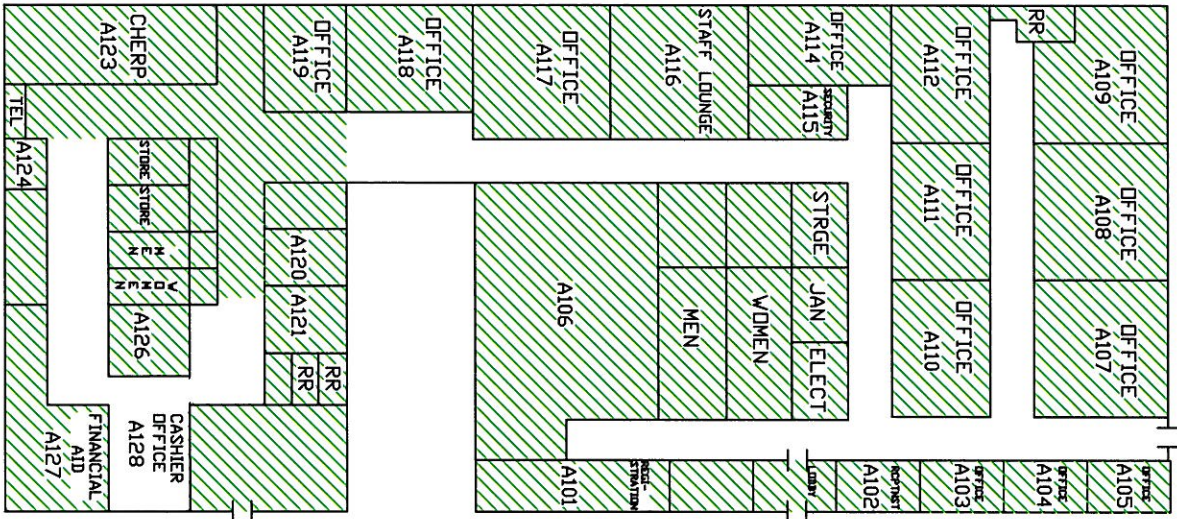 CHERP
A123
OFFICE
A119
OFFICE
A118
OFFICE
A117
STAFF LOUNGE
A116
OFFICE
A114
SECURITY
A115
OFFICE
A112
RR
OFFICE
A109
TEL
A124
STORE
STORE
MEN
WOMEN
A126
A120
A121
RR
RR
A106
MEN
WOMEN
STRGE
JAN
ELECT
OFFICE
A111
OFFICE
A110
OFFICE
A108
OFFICE
A107
FINANCIAL
AID
A127
CASHIER
OFFICE
A128
REGI-
STRATION
A101
LOBBY
RCPTNST
A102
OFFICE
A103
OFFICE
A104
OFFICE
A105